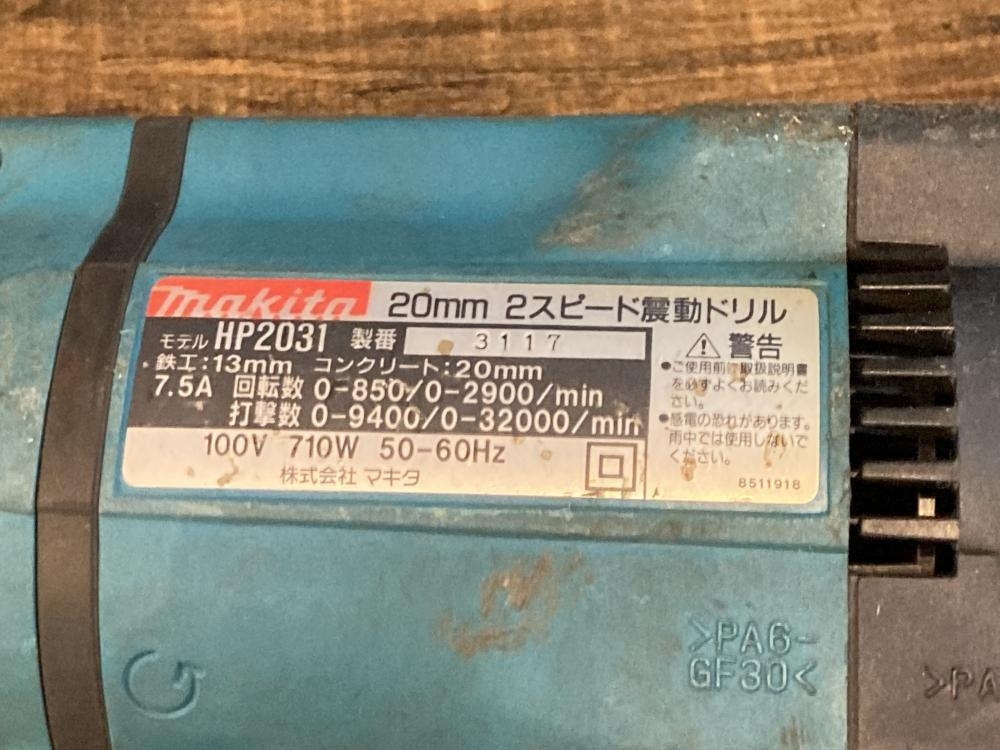 makita 20mm 2スピード震動ドリル
モデル HP2031 製番 3117
鉄工:13mm コンクリート:20mm
7.5A 回転数 0-850/0-2900/min
打撃数 0-9400/0-32000/min
100V 710W 50-60Hz
株式会社 マキタ
警告
●ご使用前に取扱説明書
を必ずよくお読みくだ
さい。
●感電の恐れがあります。
雨中では使用しないで
ください。
8511918
>PA6-
GF30<
>PA